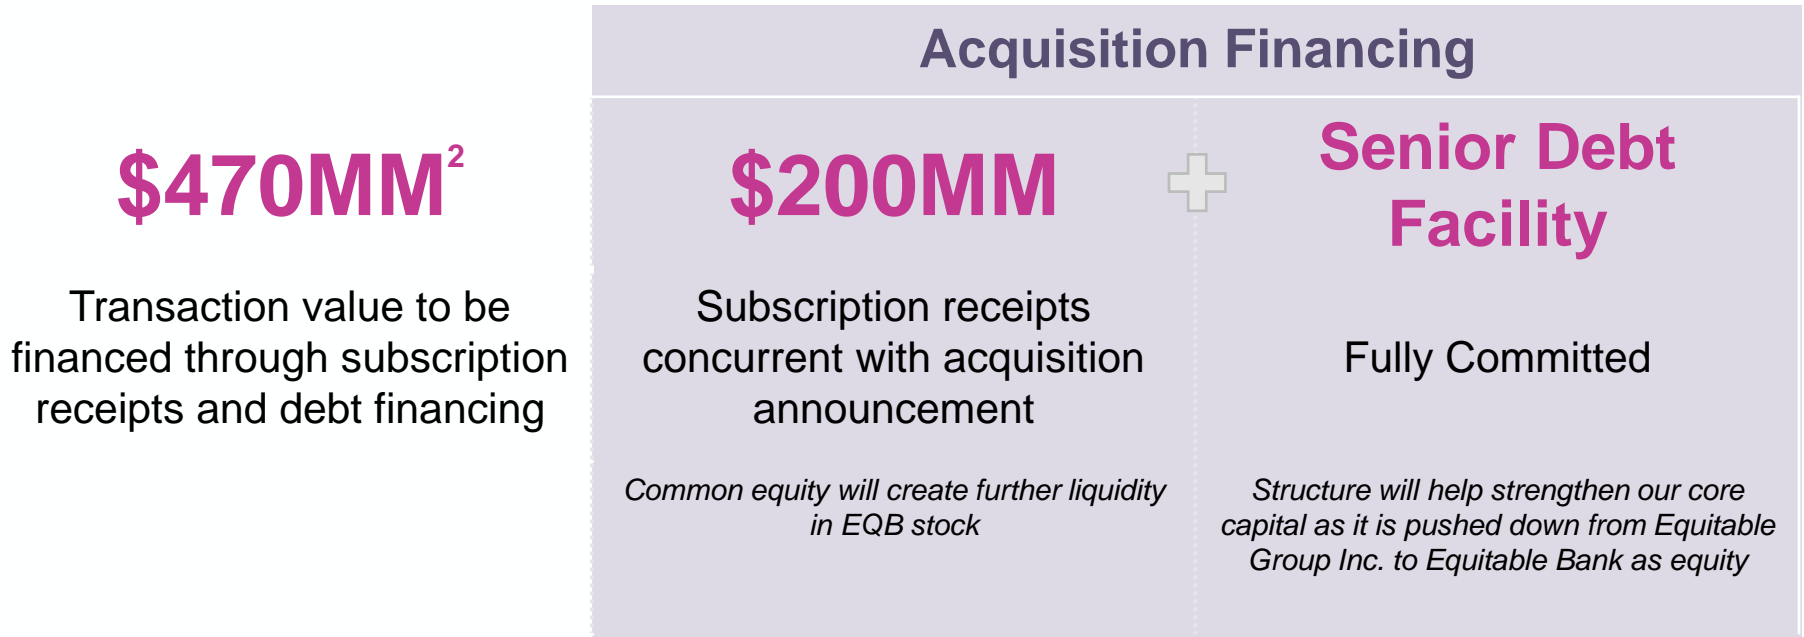 Acquisition Financing
$470MM²
Transaction value to be
financed through subscription
receipts and debt financing
$200MM
Subscription receipts
concurrent with acquisition
announcement
Common equity will create further liquidity
in EQB stock
Senior Debt
Facility
Fully Committed
Structure will help strengthen our core
capital as it is pushed down from Equitable
Group Inc. to Equitable Bank as equity